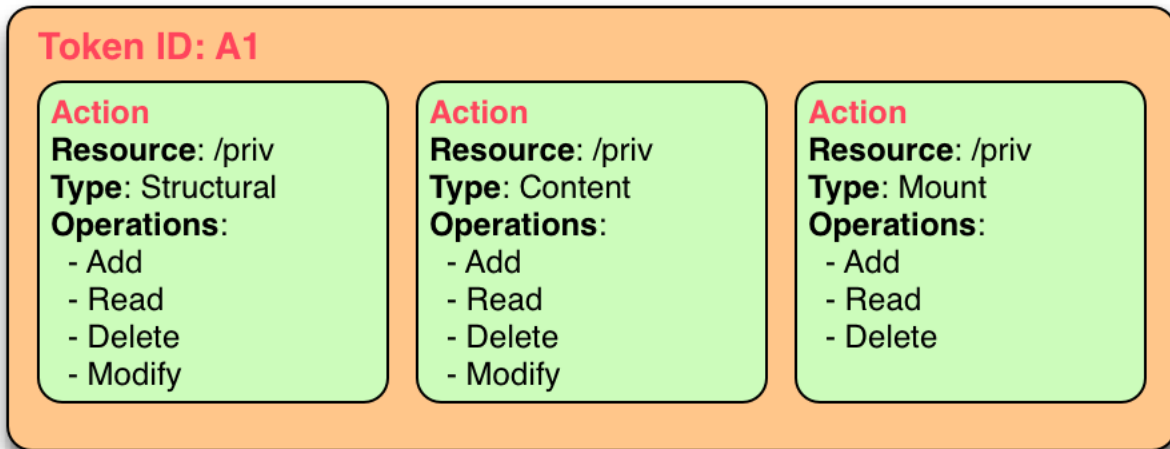 Token ID: A1
Action
Resource: /priv
Type: Structural
Operations:
- Add
- Read
- Delete
- Modify
Action
Resource: /priv
Type: Content
Operations:
- Add
- Read
- Delete
- Modify
Action
Resource: /priv
Type: Mount
Operations:
- Add
- Read
- Delete